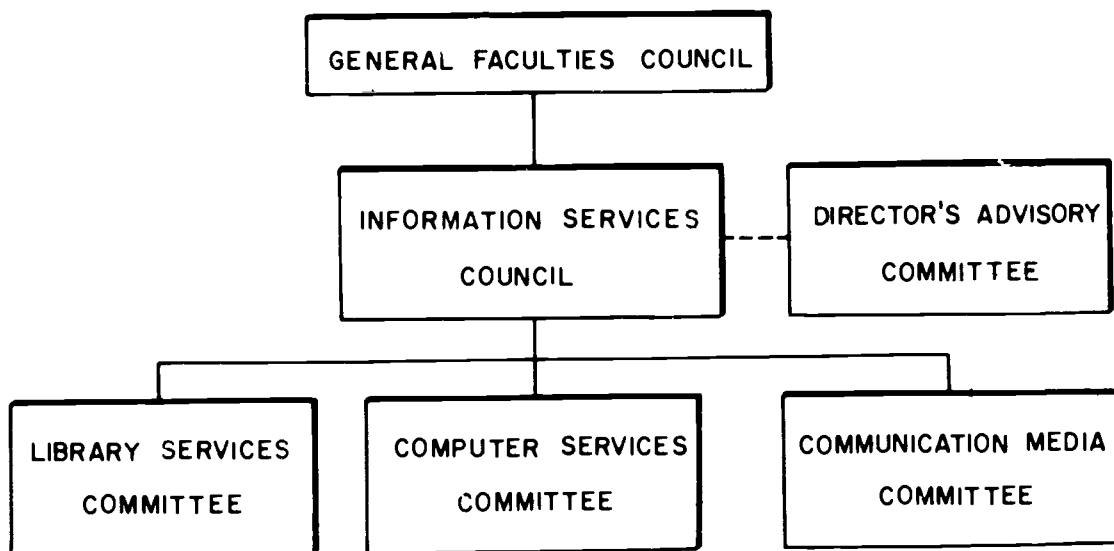 GENERAL FACULTIES COUNCIL
INFORMATION SERVICES
COUNCIL
DIRECTOR'S ADVISORY
COMMITTEE
LIBRARY SERVICES
COMMITTEE
COMPUTER SERVICES
COMMITTEE
COMMUNICATION MEDIA
COMMITTEE